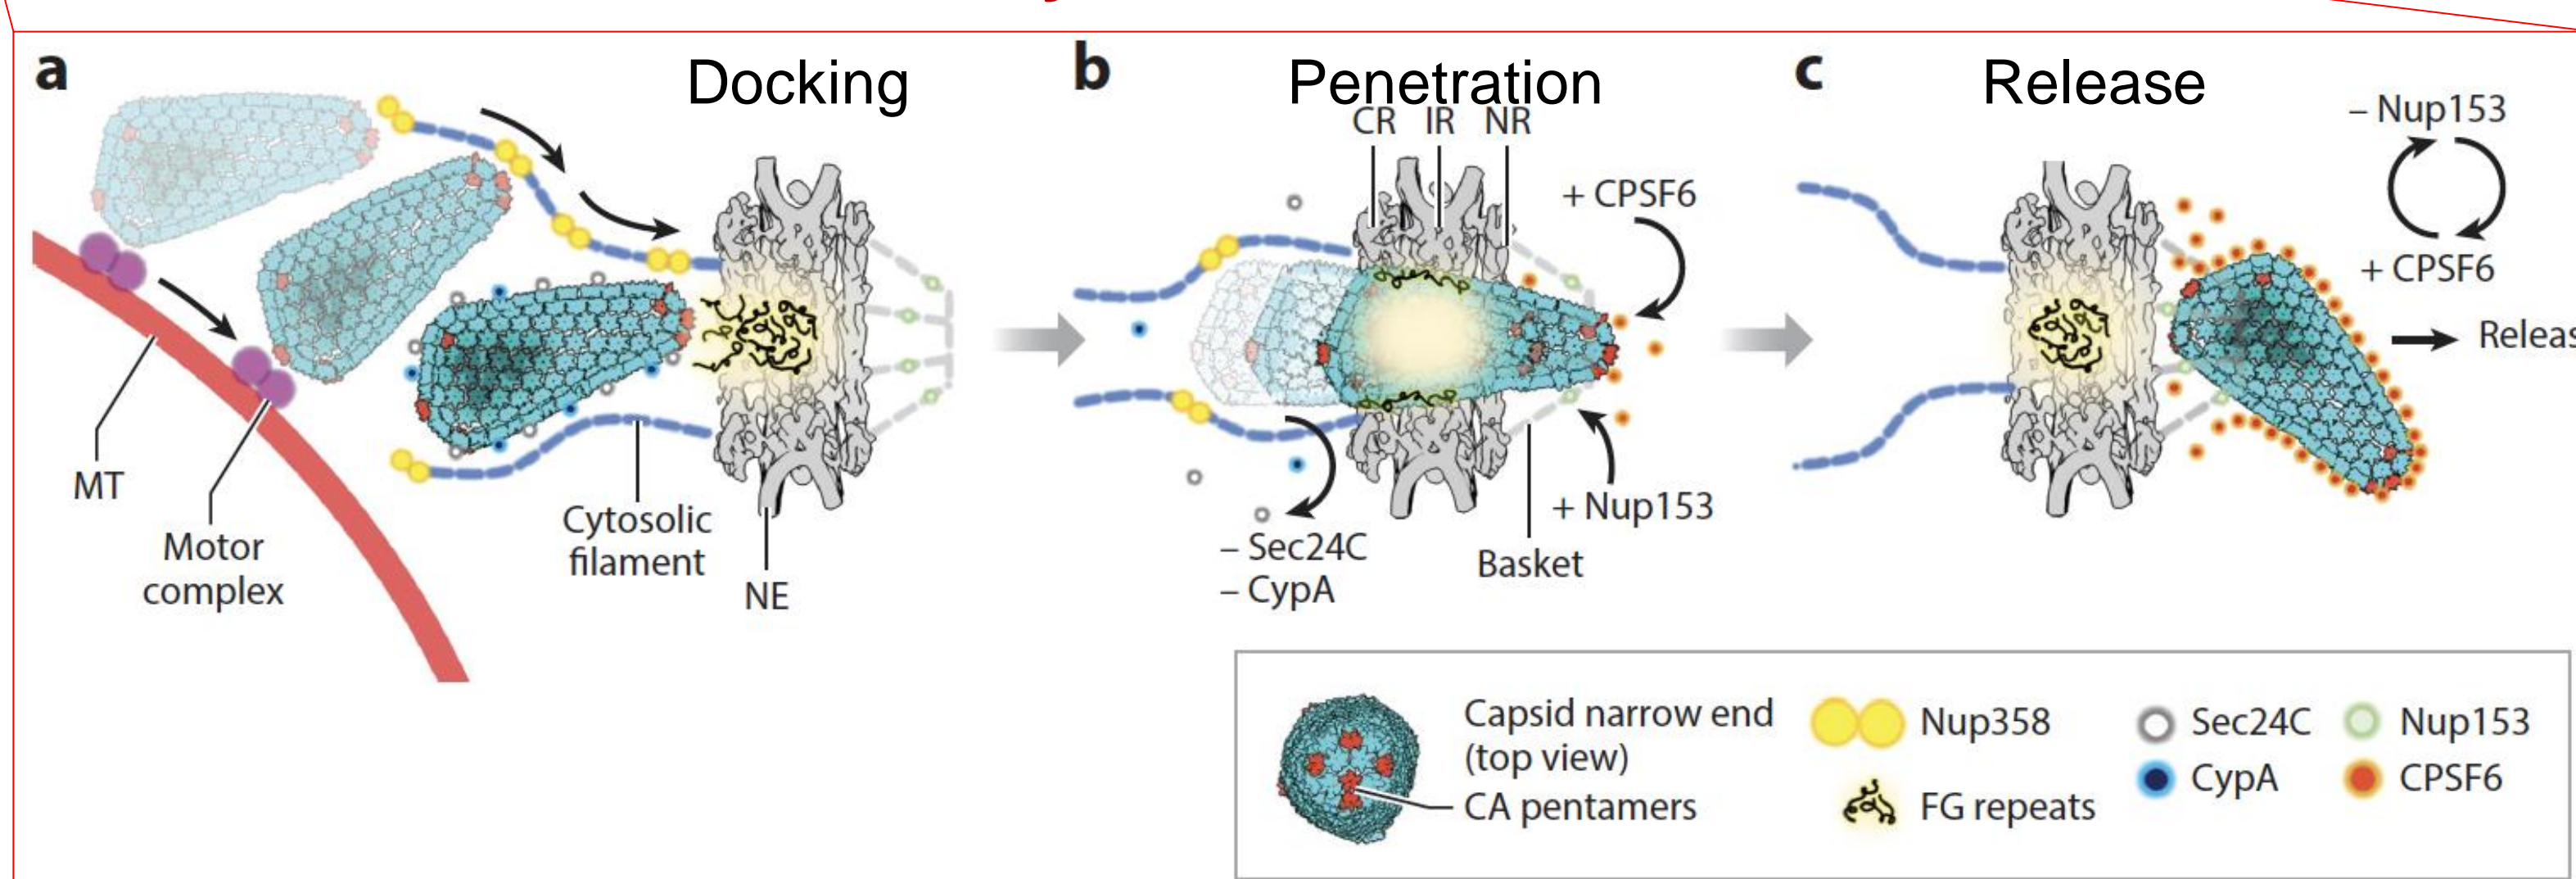 a
Docking
MT
Motor
complex
Cytosolic
filament
NE
b
Penetration
CR IR NR
+ CPSF6
+ Nup153
– Sec24C
– CypA
Basket
c
Release
– Nup153
+ CPSF6
Releas
Capsid narrow end
(top view)
CA pentamers
Nup358
FG repeats
Sec24C
CypA
Nup153
CPSF6